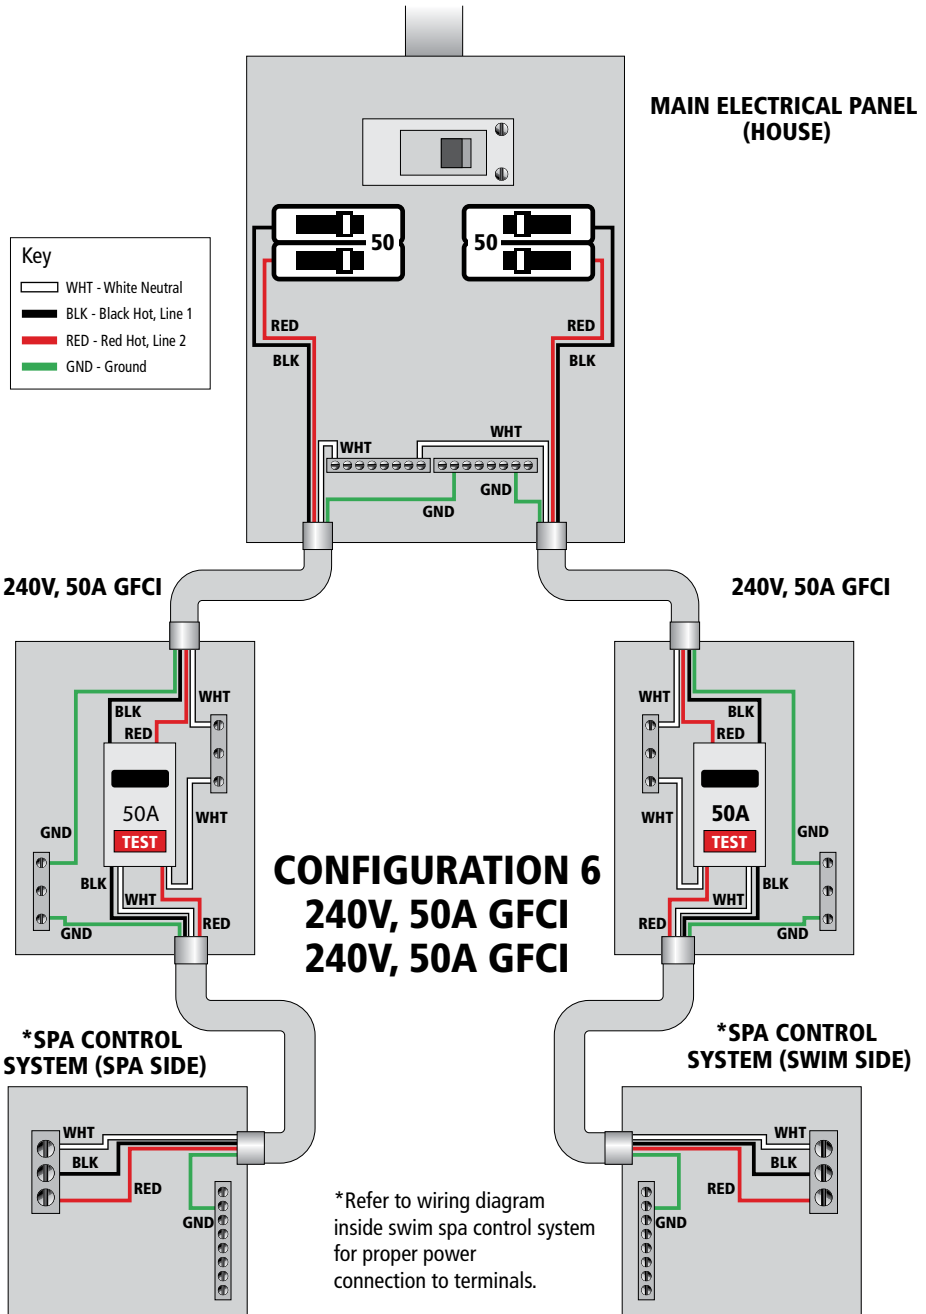 MAIN ELECTRICAL PANEL
(HOUSE)
50
50
Key
WHT - White Neutral
BLK - Black Hot, Line 1
RED - Red Hot, Line 2
GND - Ground
RED
RED
BLK
BLK
WHT
WHT
GND
GND
240V, 50A GFCI
240V, 50A GFCI
WHT
BLK
RED
50A
TEST
WHT
GND
BLK
WHT
RED
GND
WHT
BLK
RED
50A
TEST
WHT
GND
BLK
WHT
RED
GND
CONFIGURATION 6
240V, 50A GFCI
240V, 50A GFCI
*SPA CONTROL
SYSTEM (SPA SIDE)
*SPA CONTROL
SYSTEM (SWIM SIDE)
WHT
BLK
RED
GND
WHT
BLK
RED
GND
*Refer to wiring diagram
inside swim spa control system
for proper power
connection to terminals.